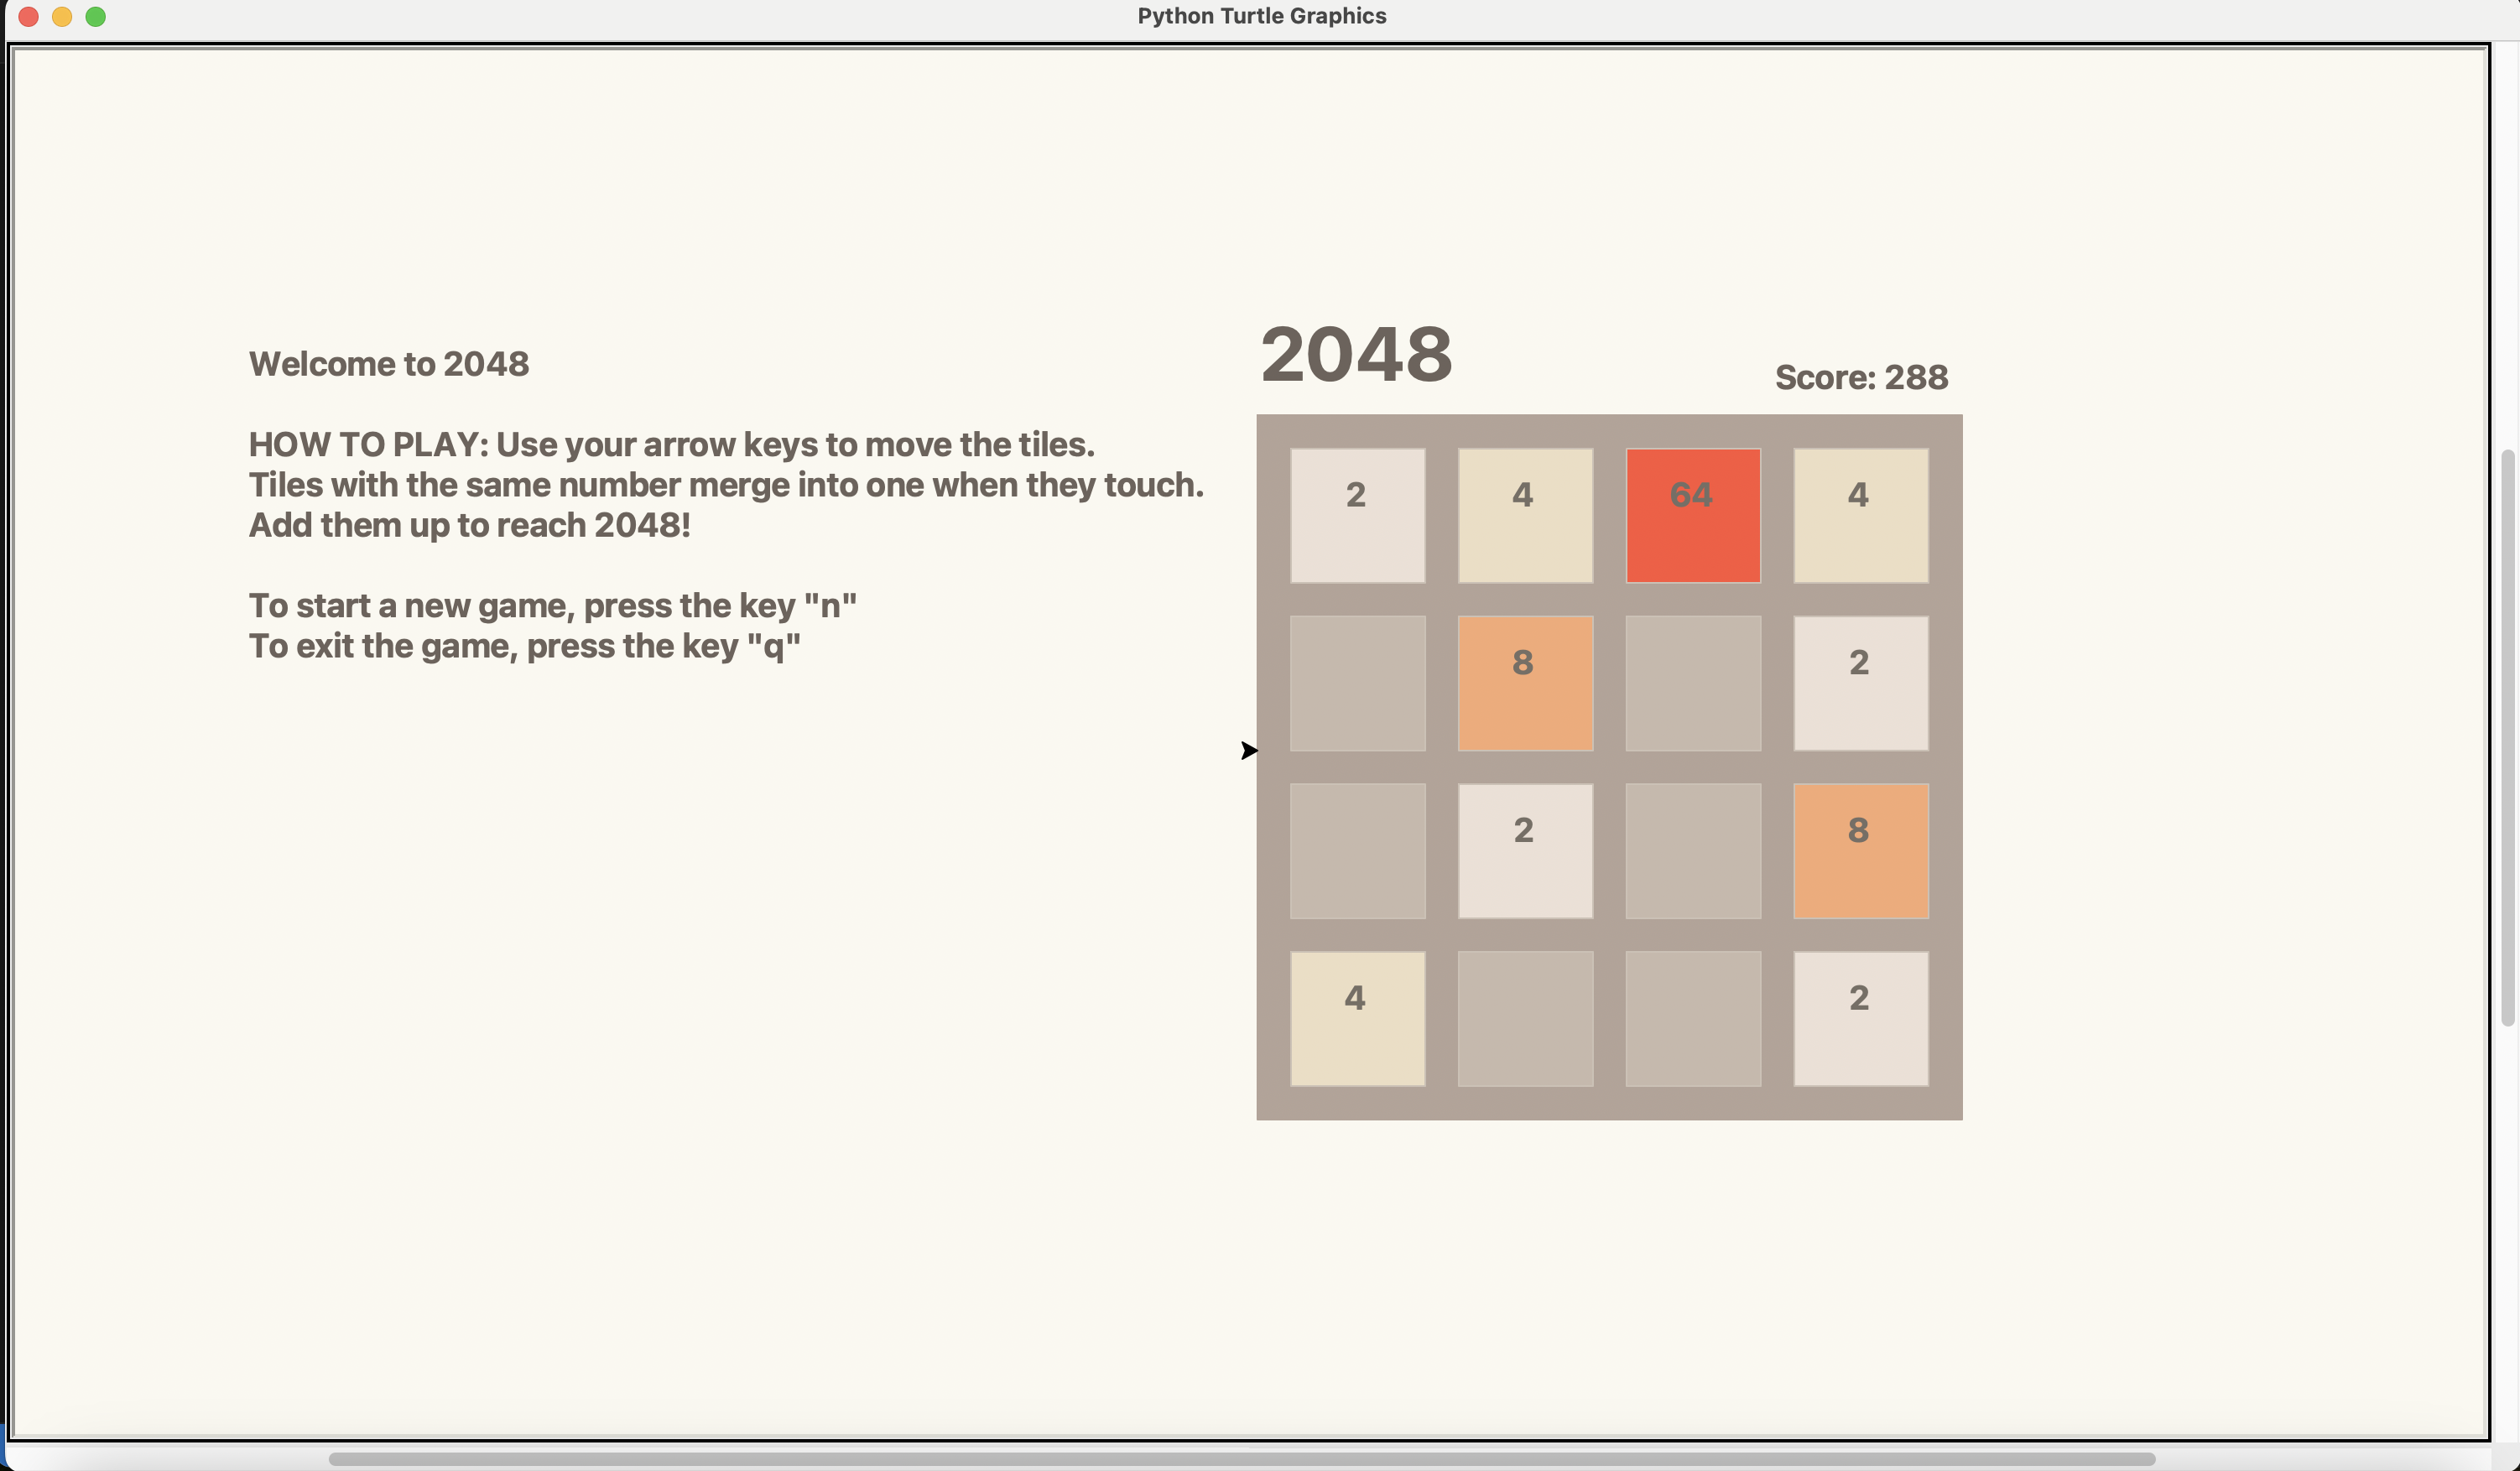 Python Turtle Graphics
Welcome to 2048
HOW TO PLAY: Use your arrow keys to move the tiles.
Tiles with the same number merge into one when they touch.
Add them up to reach 2048!
To start a new game, press the key "n"
To exit the game, press the key "q"
2048
Score: 288
2 4 64 4
8 2
2 8
4 2